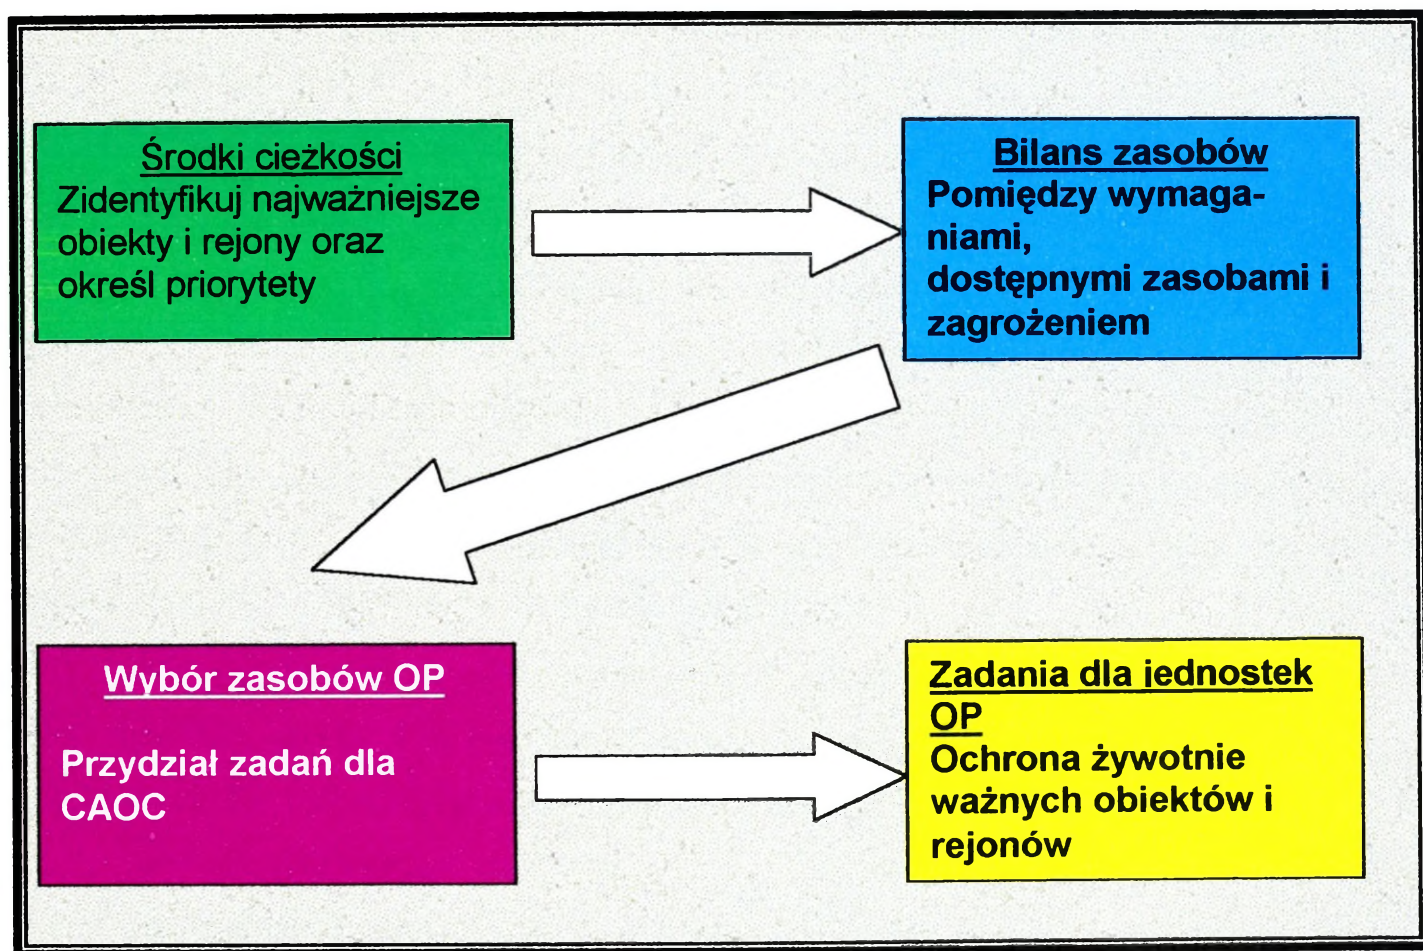 Środki cieżkości
Zidentyfikuj najważniejsze
obiekty i rejony oraz
określ priorytety
Bilans zasobów
Pomiędzy wymaga-
niami,
dostępnymi zasobami i
zagrożeniem
Wybór zasobów OP
Przydział zadań dla
CAOC
Zadania dla jednostek
OP
Ochrona żywotnie
ważnych obiektów i
rejonów